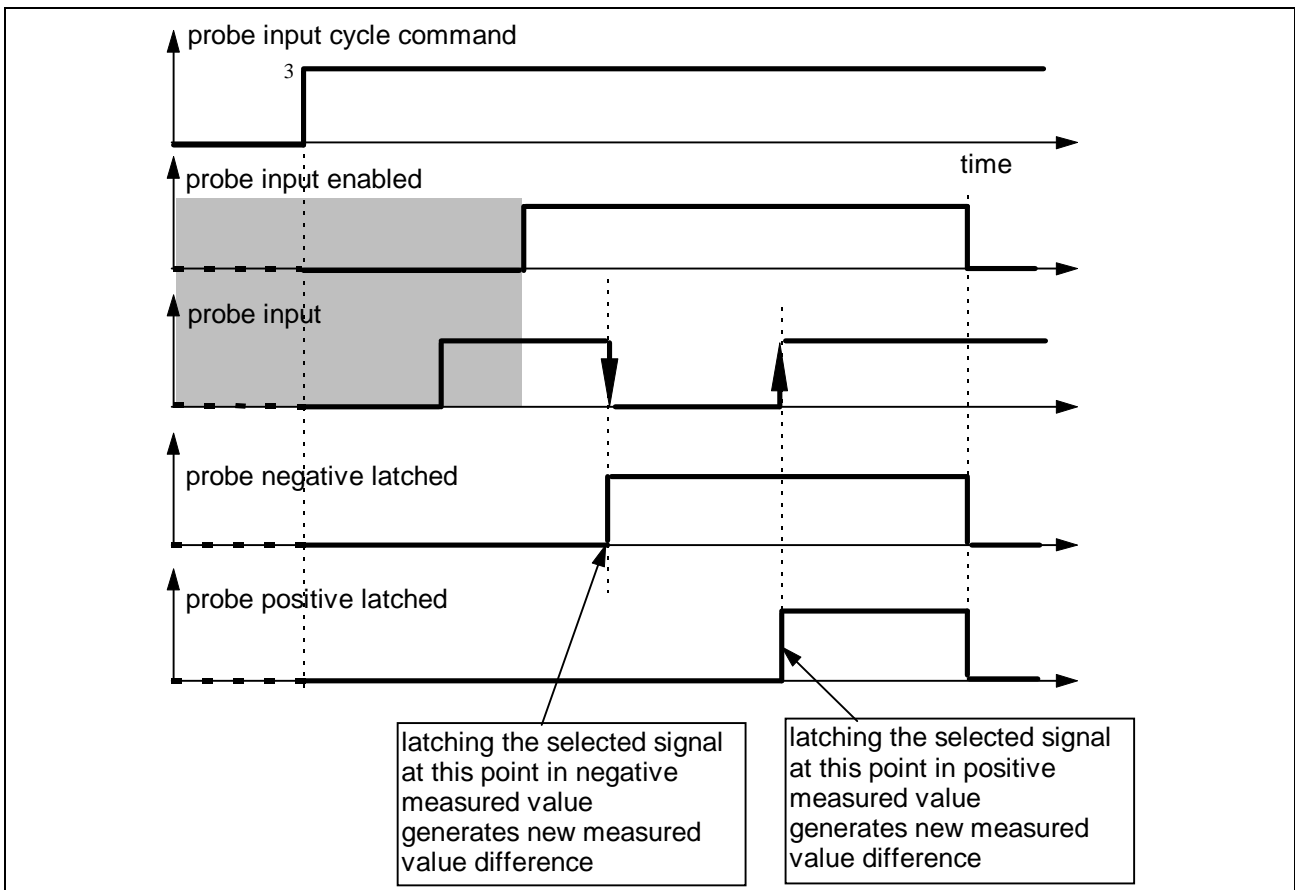 probe input cycle command
3
time
probe input enabled
probe input
probe negative latched
probe positive latched
latching the selected signal
at this point in negative
measured value
generates new measured
value difference
latching the selected signal
at this point in positive
measured value
generates new measured
value difference